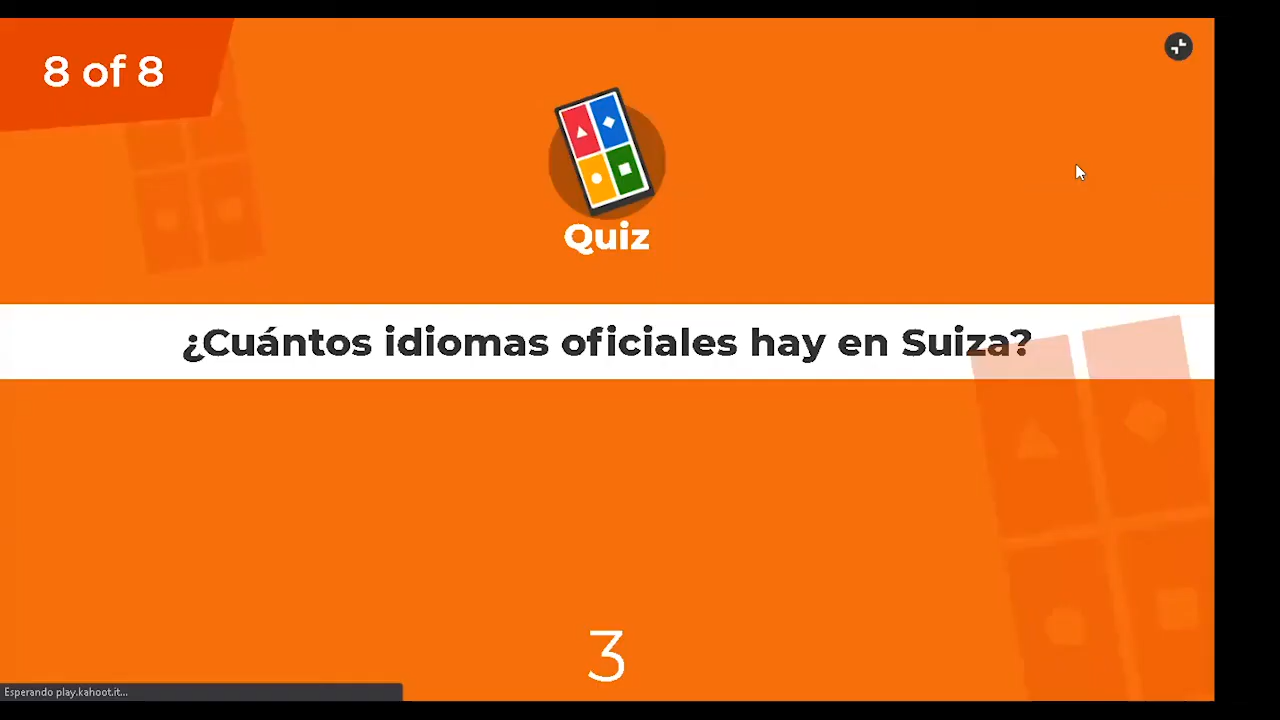 8 of 8
Quiz
¿Cuántos idiomas oficiales hay en Suiza?
3
Esperando play.kahoot.it...